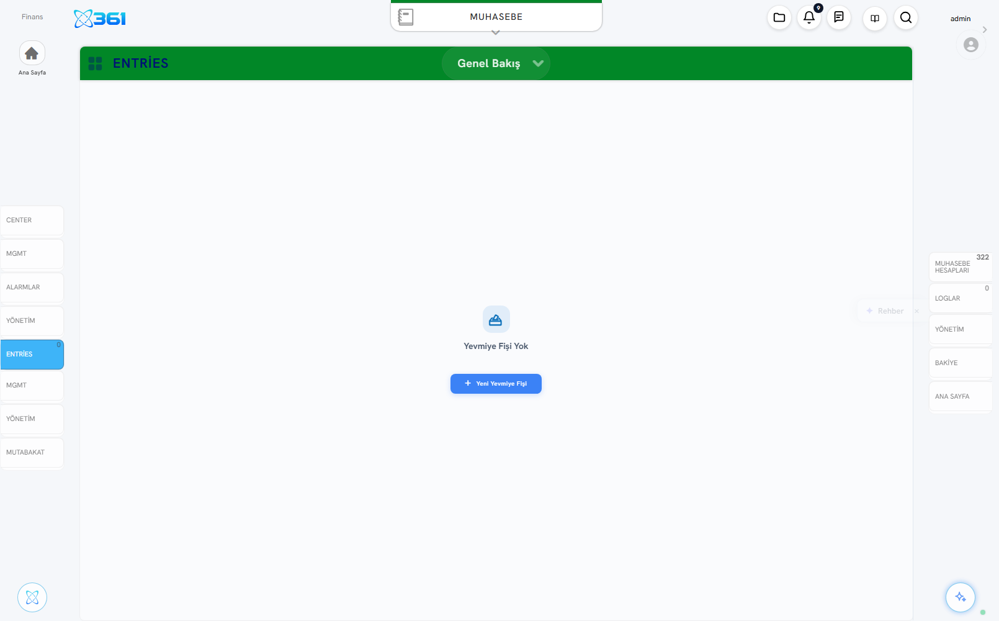 Finans
361
MUHASEBE
9
admin
Ana Sayfa
ENTRİES
Genel Bakış
CENTER
MGMT
ALARMLAR
YÖNETİM
0
ENTRİES
MGMT
YÖNETİM
MUTABAKAT
Yevmiye Fişi Yok
+ Yeni Yevmiye Fişi
322
MUHASEBE
HESAPLARI
0
LOGLAR
Rehber ×
YÖNETİM
BAKİYE
ANA SAYFA